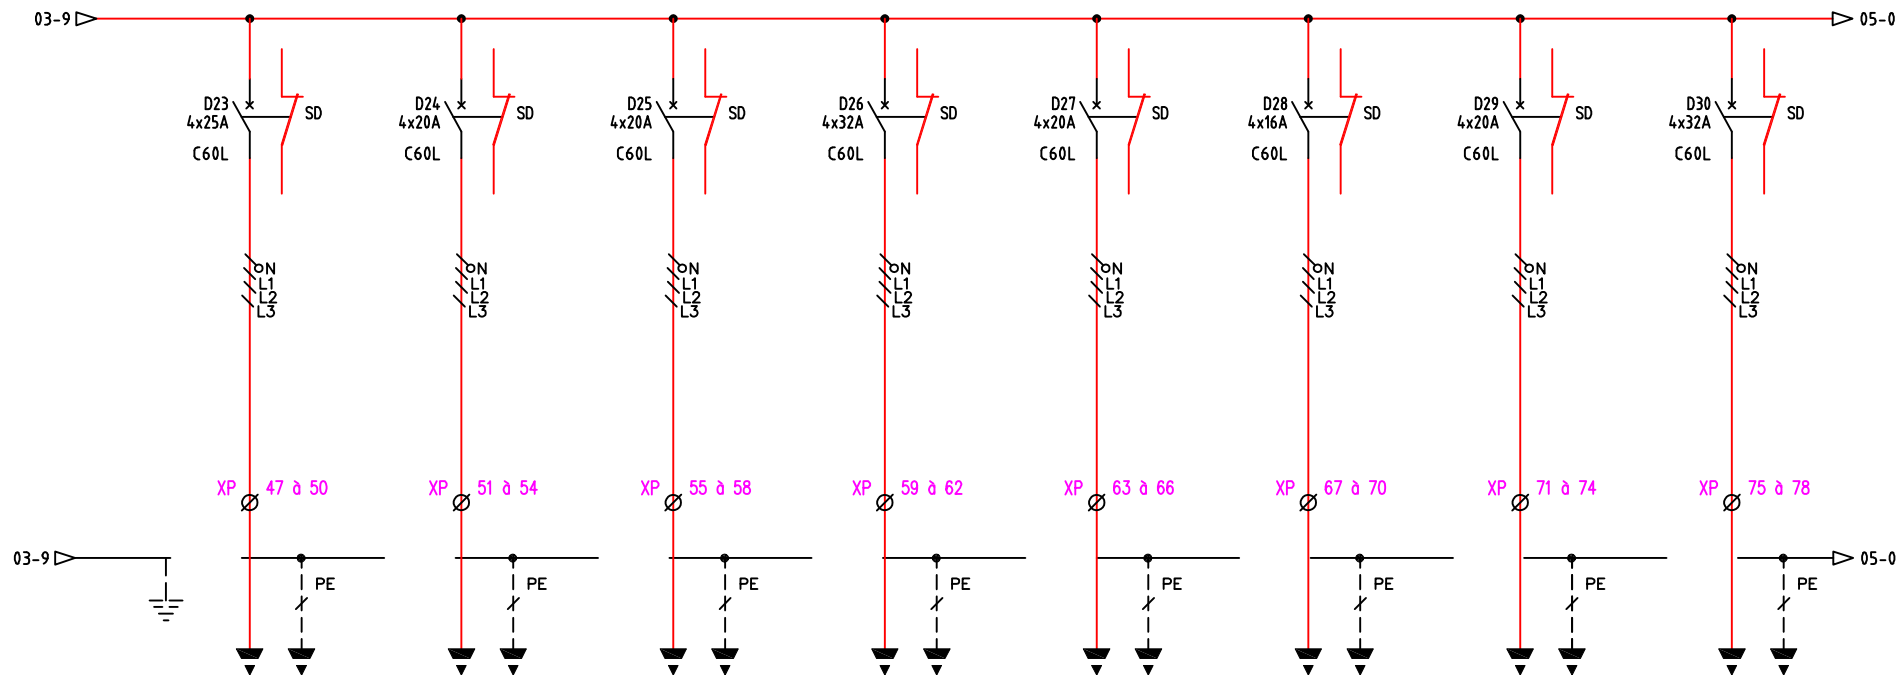 03-9 05-0
D23 D24 D25 D26 D27 D28 D29 D30
SD SD SD SD SD SD SD SD
4x25A 4x20A 4x20A 4x32A 4x20A 4x16A 4x20A 4x32A
C60L C60L C60L C60L C60L C60L C60L C60L
N N N N N N N N
L1 L1 L1 L1 L1 L1 L1 L1
L2 L2 L2 L2 L2 L2 L2 L2
L3 L3 L3 L3 L3 L3 L3 L3
XP 47 à 50 XP 51 à 54 XP 55 à 58 XP 59 à 62 XP 63 à 66 XP 67 à 70 XP 71 à 74 XP 75 à 78
03-9 05-0
PE PE PE PE PE PE PE PE